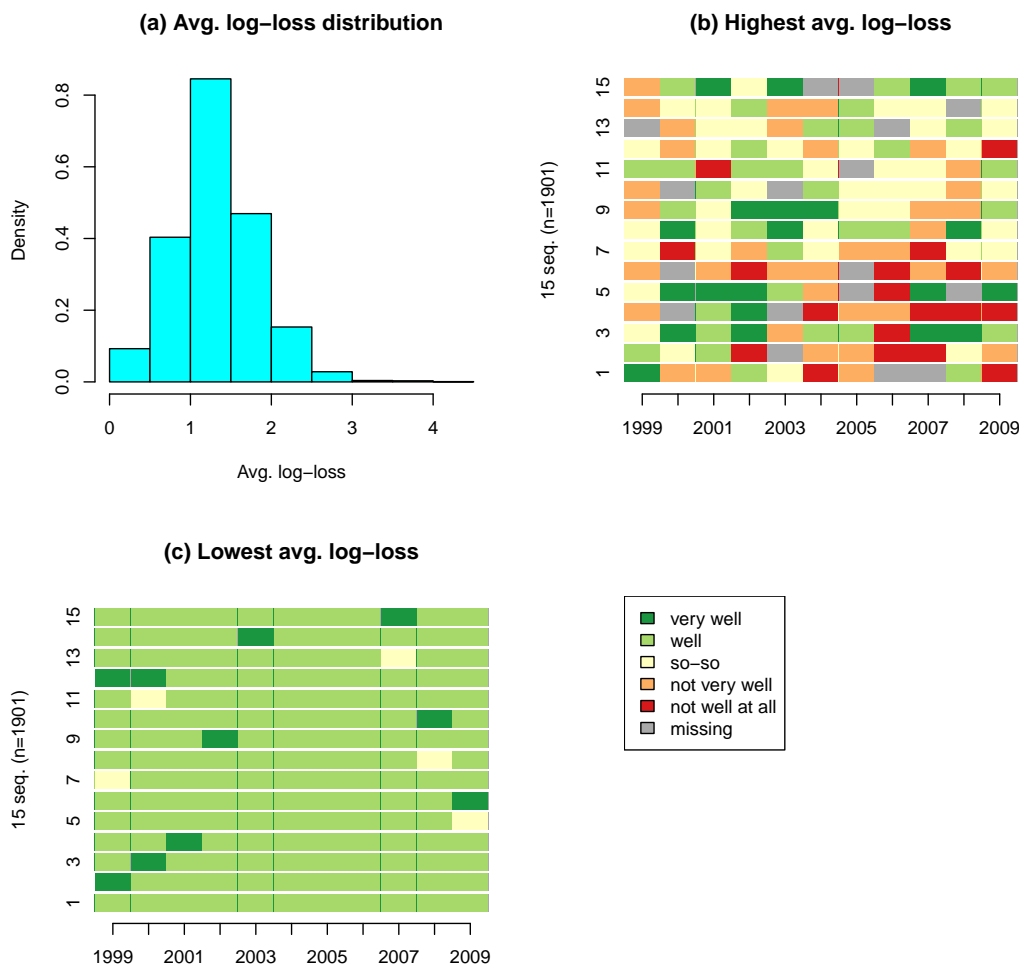 (a) Avg. log−loss distribution
Density
0.0
0.2
0.4
0.6
0.8
0
1
2
3
4
Avg. log−loss
(b) Highest avg. log−loss
15 seq. (n=1901)
1
3
5
7
9
11
13
15
1999
2001
2003
2005
2007
2009
(c) Lowest avg. log−loss
15 seq. (n=1901)
1
3
5
7
9
11
13
15
1999
2001
2003
2005
2007
2009
very well
well
so−so
not very well
not well at all
missing